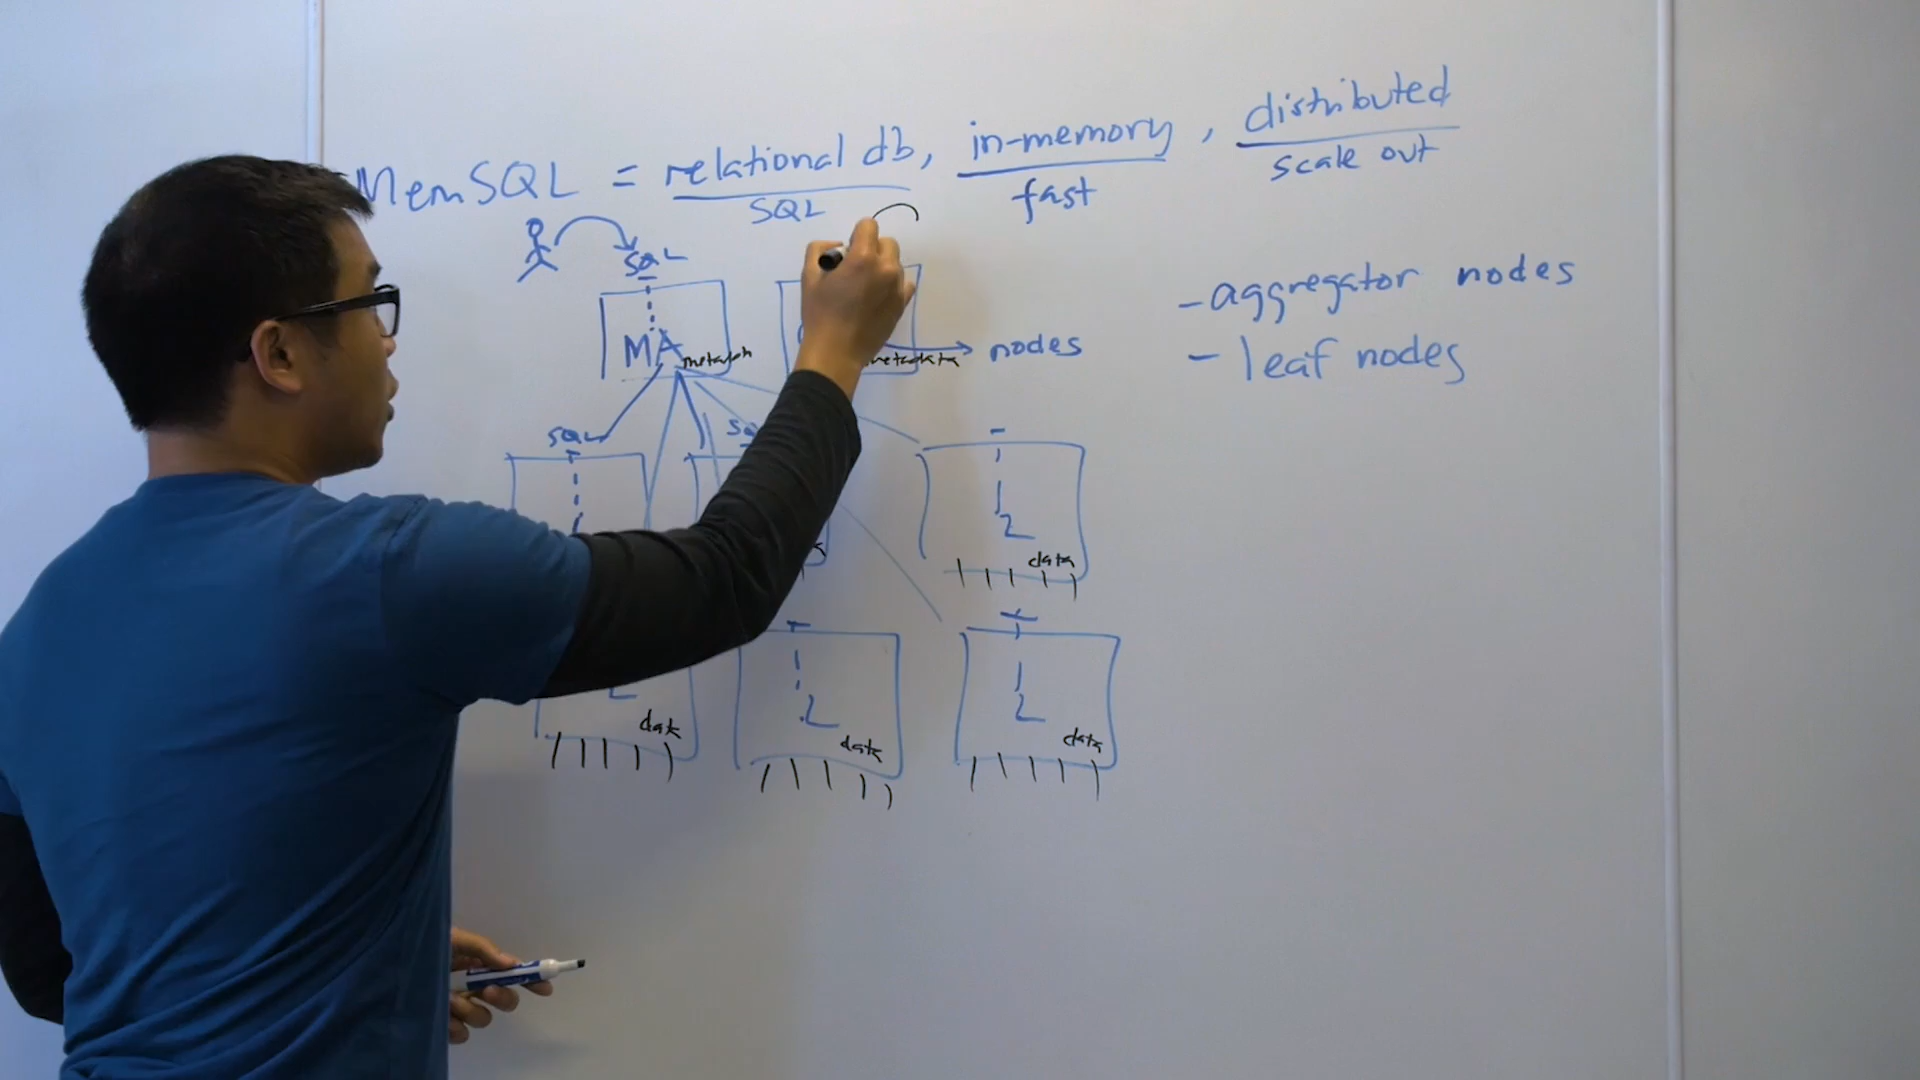 MemSQL = relational db, in-memory, distributed
SQL fast scale out
SQL
- aggregator nodes
MA
metadata
nodes
- leaf nodes
SQL
L
data
L
data
L
data
L
data